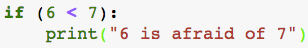 if (6 < 7):
    print("6 is afraid of 7")